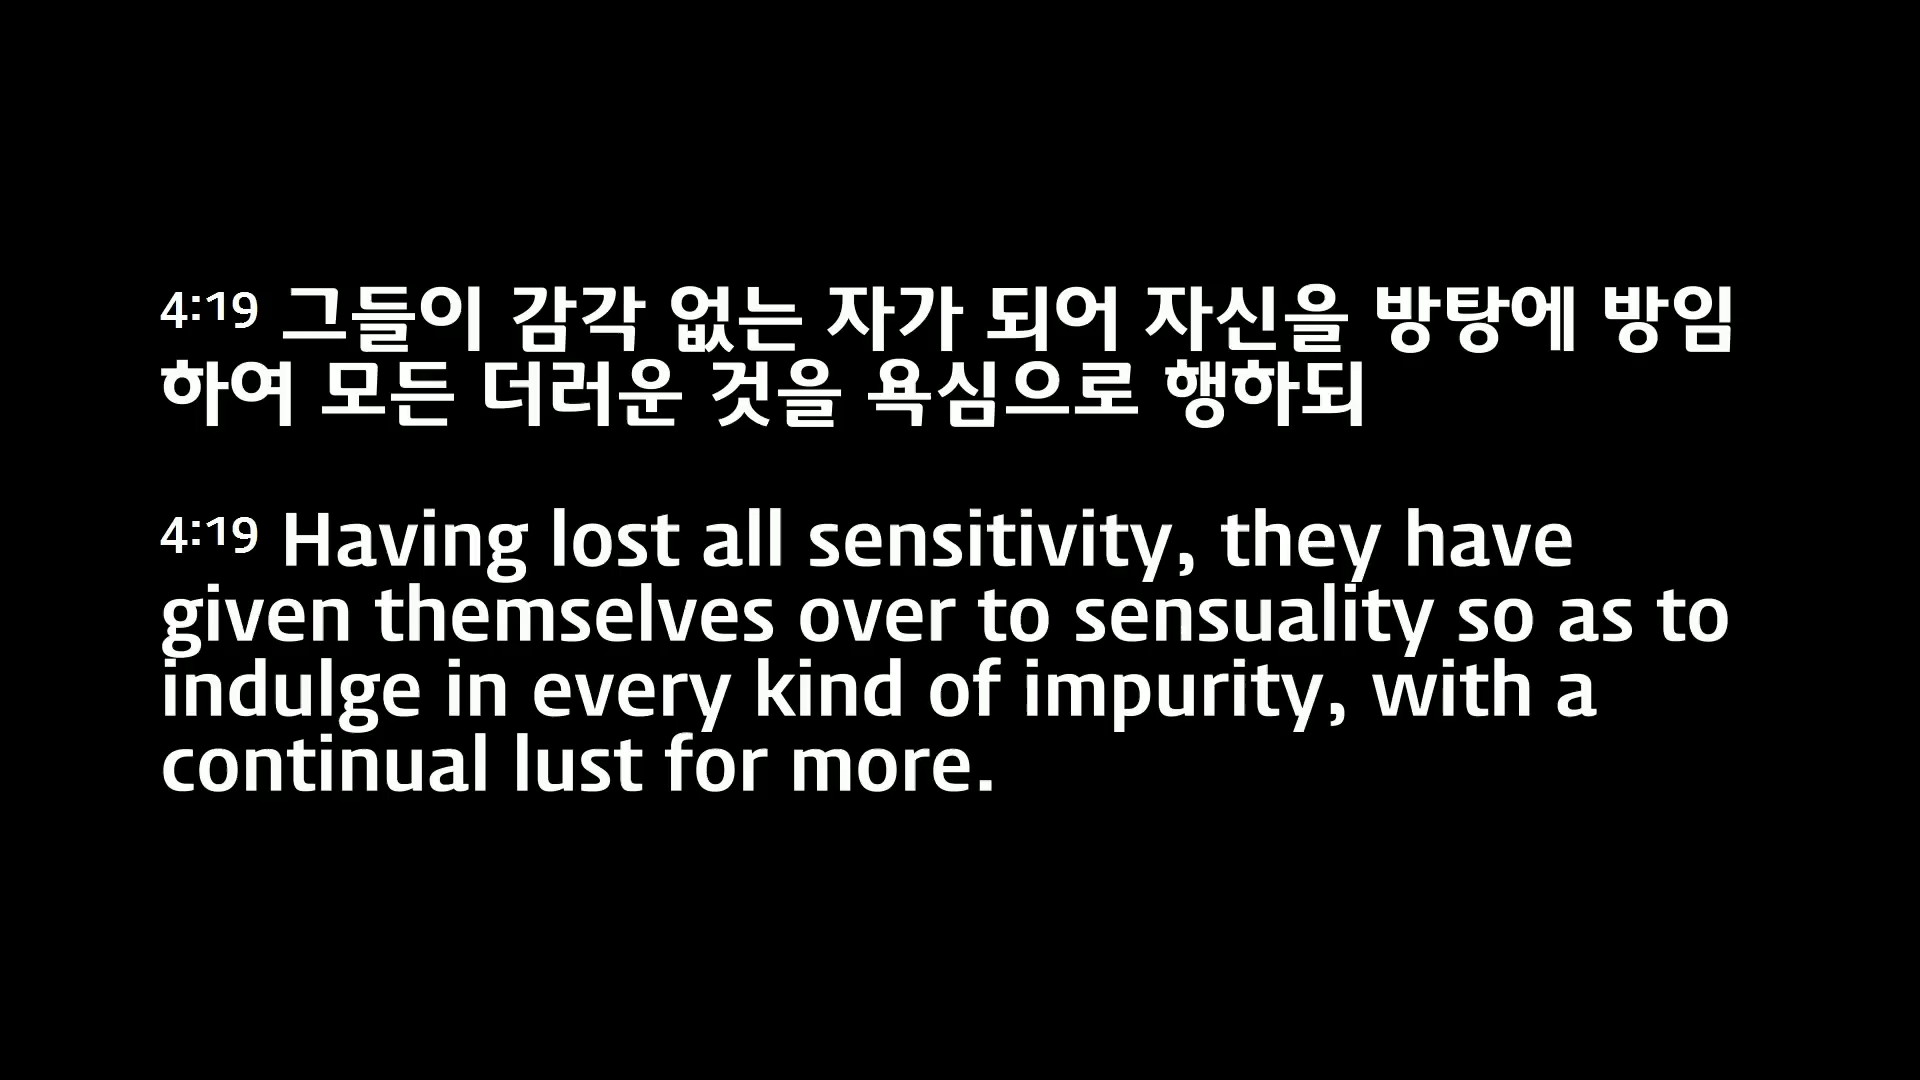 4:19 그들이 감각 없는 자가 되어 자신을 방탕에 방임
하여 모든 더러운 것을 욕심으로 행하되
4:19 Having lost all sensitivity, they have
given themselves over to sensuality so as to
indulge in every kind of impurity, with a
continual lust for more.